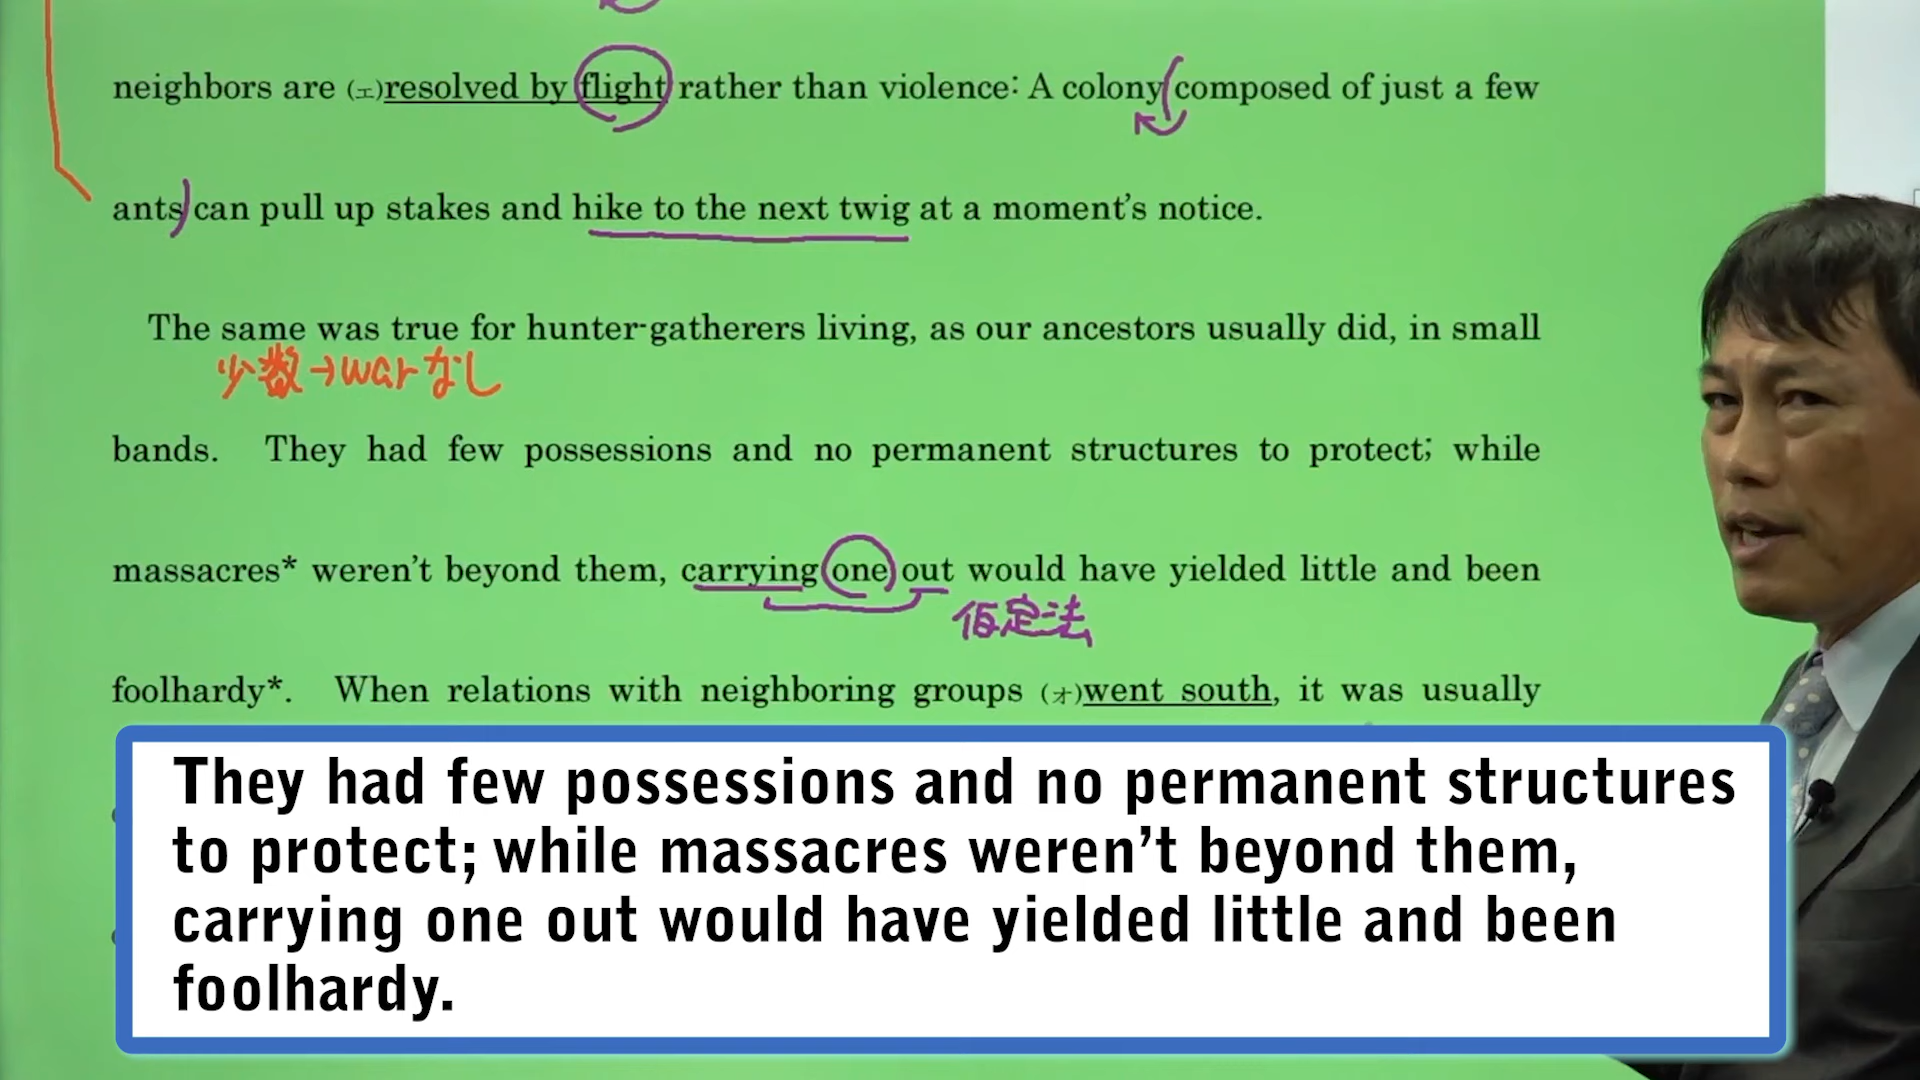 neighbors are (エ)resolved by flight rather than violence: A colony (composed of just a few
ants) can pull up stakes and hike to the next twig at a moment's notice.
The same was true for hunter-gatherers living, as our ancestors usually did, in small
少数→warなし
bands. They had few possessions and no permanent structures to protect; while
massacres* weren't beyond them, carrying one out would have yielded little and been
仮定法
foolhardy*. When relations with neighboring groups (オ)went south, it was usually
They had few possessions and no permanent structures
to protect; while massacres weren't beyond them,
carrying one out would have yielded little and been
foolhardy.